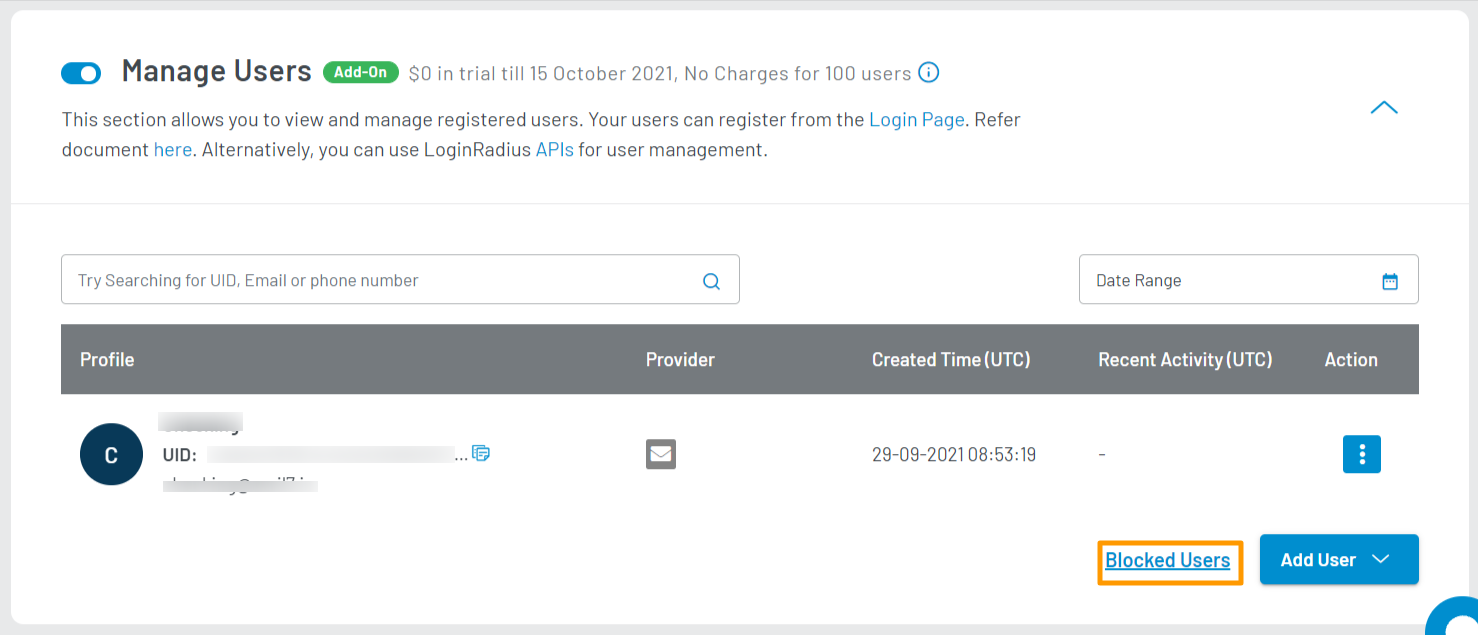 Manage Users Add-On $0 in trial till 15 October 2021, No Charges for 100 users
This section allows you to view and manage registered users. Your users can register from the Login Page. Refer
document here. Alternatively, you can use LoginRadius APIs for user management.
Try Searching for UID, Email or phone number
Date Range
Profile Provider Created Time (UTC) Recent Activity (UTC) Action
C
UID: ...
29-09-2021 08:53:19 -
Blocked Users Add User